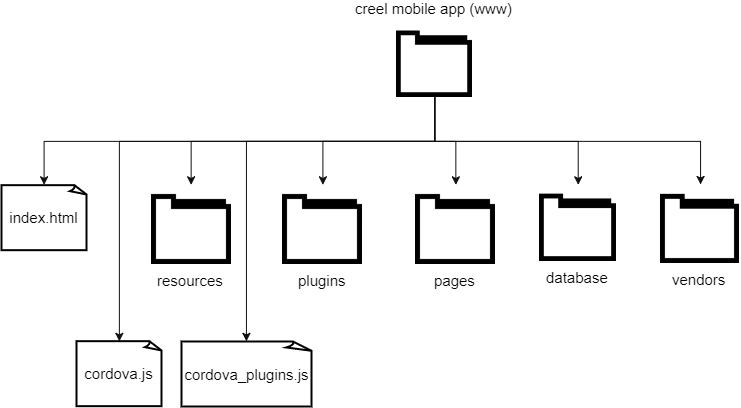 creel mobile app (www)
index.html
resources
plugins
pages
database
vendors
cordova.js
cordova_plugins.js